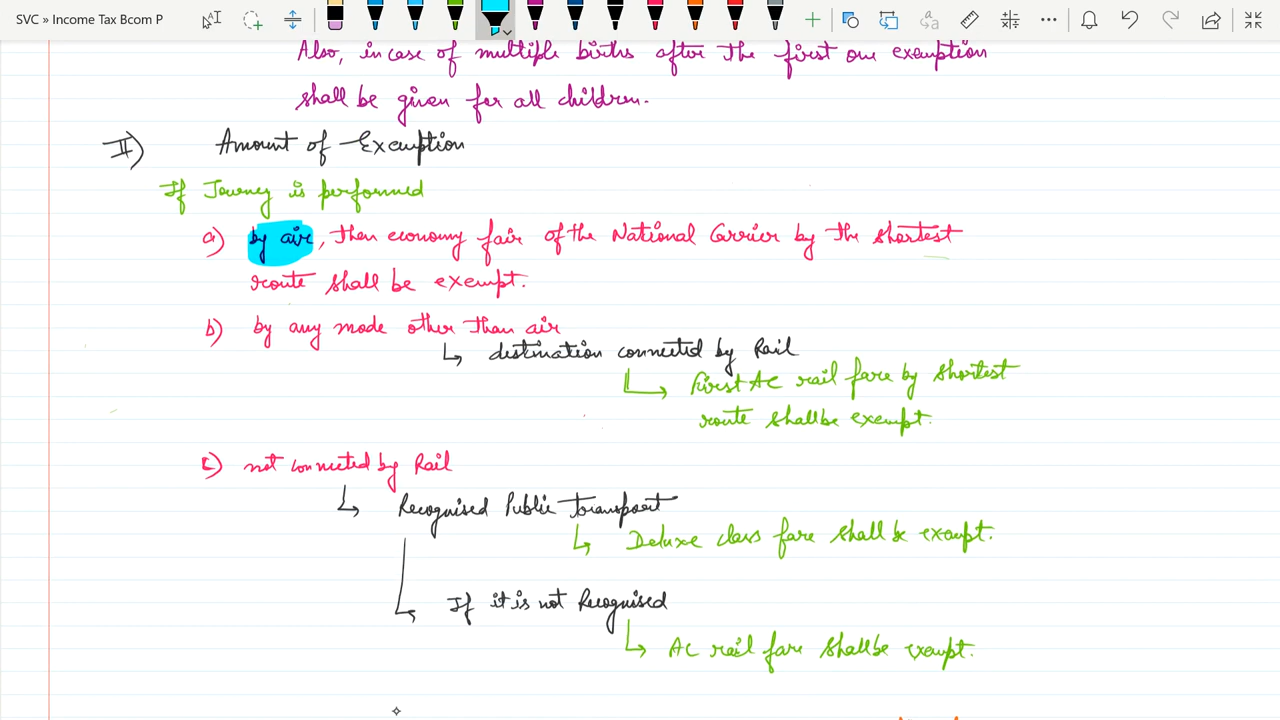 SVC » Income Tax Bcom P
Also, in case of multiple births after the first one exemption
shall be given for all children.
II) Amount of Exemption
If Journey is performed
a) by air, then economy fair of the National Carrier by the shortest
route shall be exempt.
b) by any mode other than air
↳ destination connected by Rail
↳ First AC rail fare by shortest
route shall be exempt.
c) not connected by Rail
↳ Recognised Public Transport
↳ Deluxe class fare shall be exempt.
↳ If it is not Recognised
↳ AC rail fare shall be exempt.